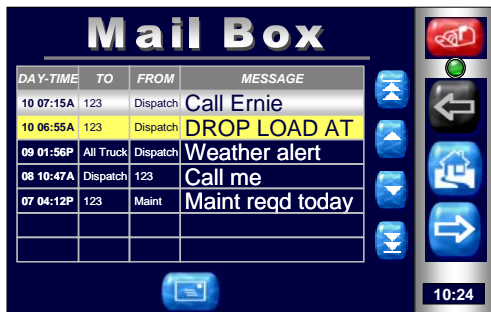 Mail Box
DAY-TIME TO FROM MESSAGE
10 07:15A 123 Dispatch Call Ernie
10 06:55A 123 Dispatch DROP LOAD AT
09 01:56P All Truck Dispatch Weather alert
08 10:47A Dispatch 123 Call me
07 04:12P 123 Maint Maint reqd today
10:24